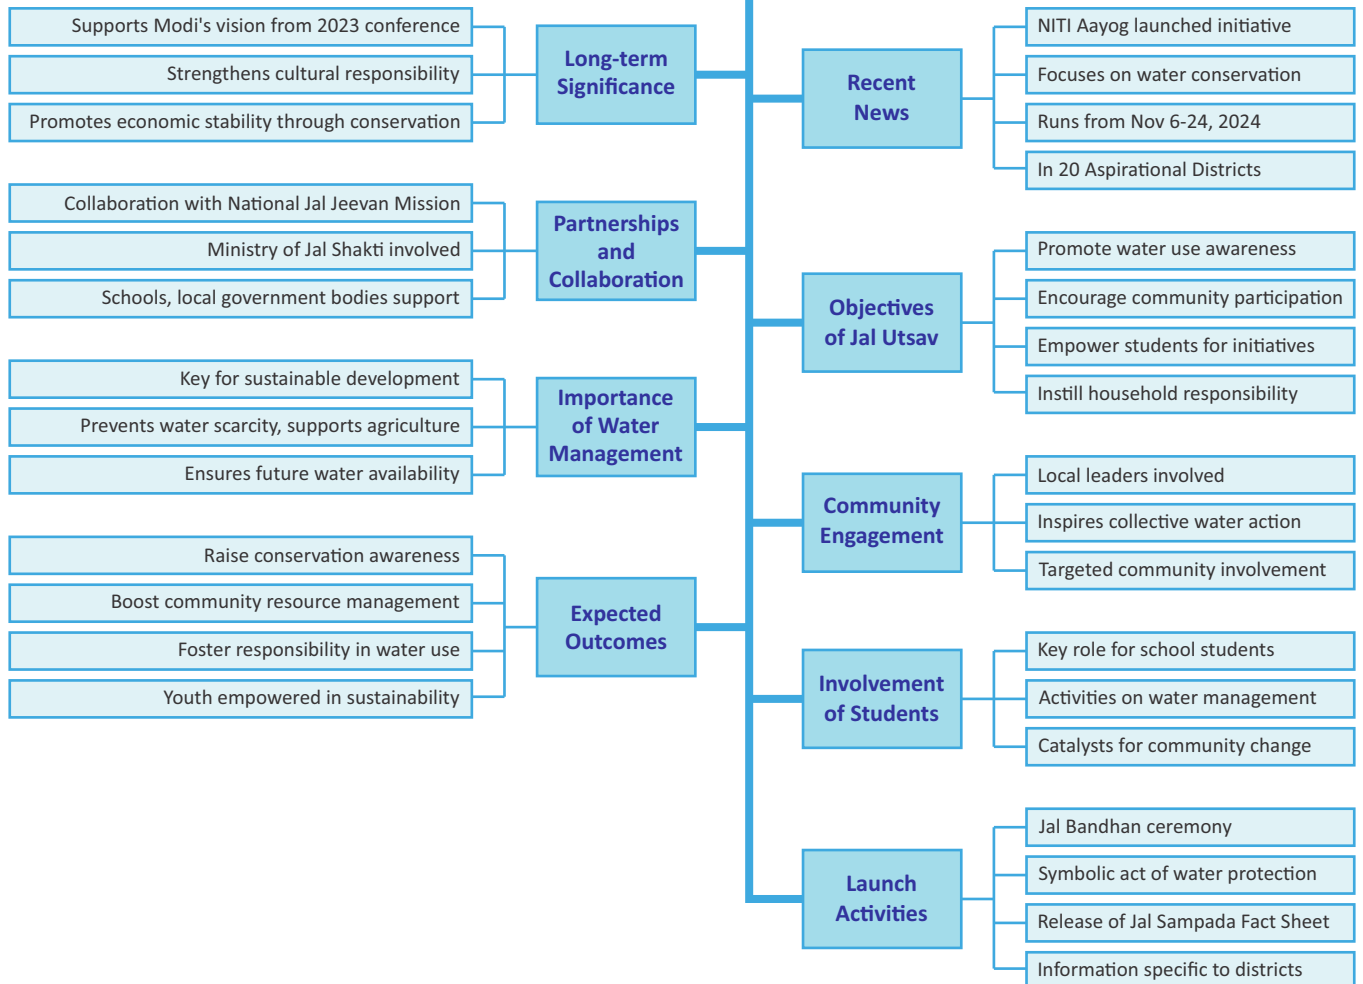 Supports Modi's vision from 2023 conference
Strengthens cultural responsibility
Promotes economic stability through conservation
Long-term
Significance
Collaboration with National Jal Jeevan Mission
Ministry of Jal Shakti involved
Schools, local government bodies support
Partnerships
and
Collaboration
Key for sustainable development
Prevents water scarcity, supports agriculture
Ensures future water availability
Importance
of Water
Management
Raise conservation awareness
Boost community resource management
Foster responsibility in water use
Youth empowered in sustainability
Expected
Outcomes
Recent
News
NITI Aayog launched initiative
Focuses on water conservation
Runs from Nov 6-24, 2024
In 20 Aspirational Districts
Objectives
of Jal Utsav
Promote water use awareness
Encourage community participation
Empower students for initiatives
Instill household responsibility
Community
Engagement
Local leaders involved
Inspires collective water action
Targeted community involvement
Involvement
of Students
Key role for school students
Activities on water management
Catalysts for community change
Launch
Activities
Jal Bandhan ceremony
Symbolic act of water protection
Release of Jal Sampada Fact Sheet
Information specific to districts